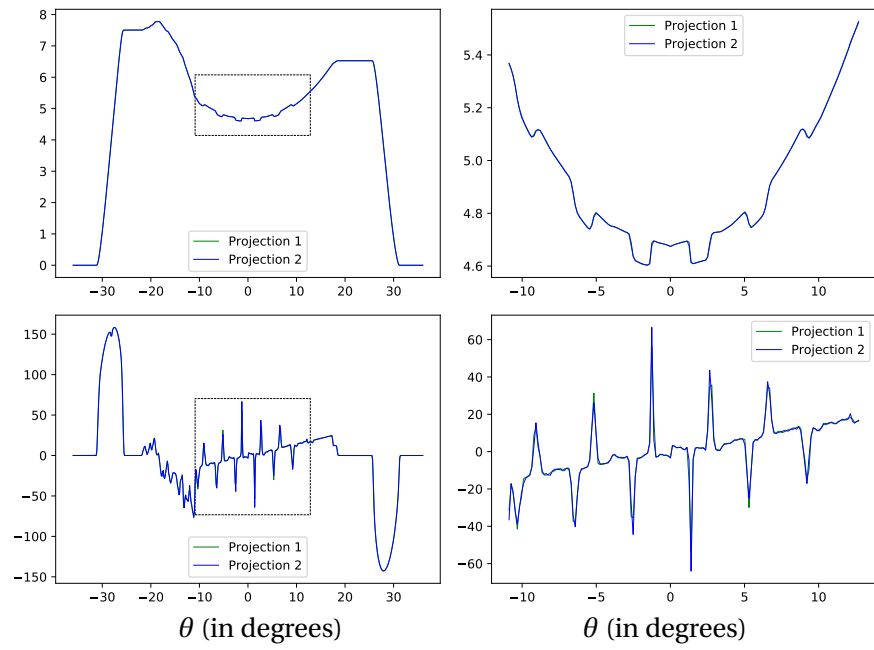 8
7
6
5
4
3
2
1
0
−30 −20 −10 0 10 20 30
Projection 1
Projection 2
5.4
5.2
5.0
4.8
4.6
−10 −5 0 5 10
Projection 1
Projection 2
150
100
50
0
−50
−100
−150
−30 −20 −10 0 10 20 30
Projection 1
Projection 2
θ (in degrees)
60
40
20
0
−20
−40
−60
−10 −5 0 5 10
Projection 1
Projection 2
θ (in degrees)